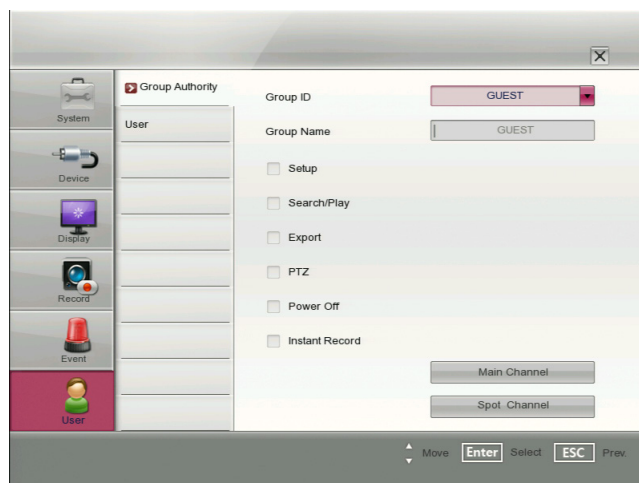 System
Device
Display
Record
Event
User
Group Authority
User
Group ID
GUEST
Group Name
GUEST
Setup
Search/Play
Export
PTZ
Power Off
Instant Record
Main Channel
Spot Channel
Move Enter Select ESC Prev.